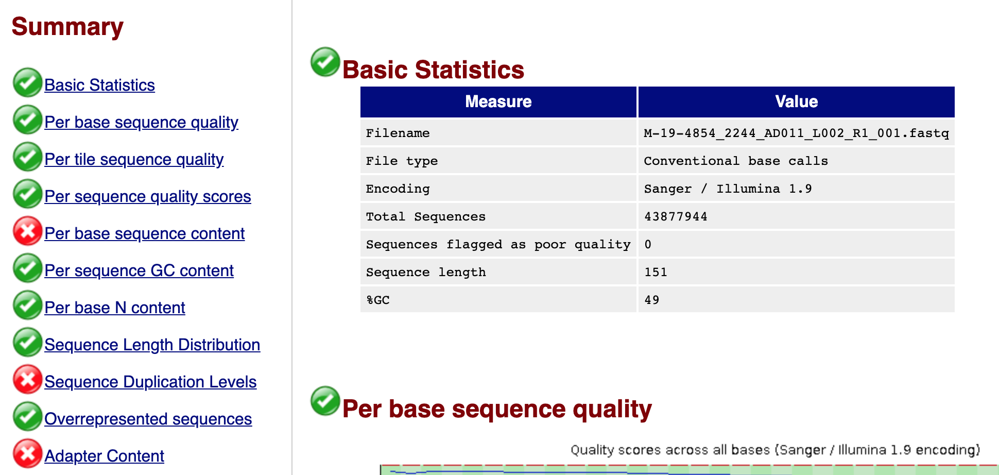 Summary
Basic Statistics
Per base sequence quality
Per tile sequence quality
Per sequence quality scores
Per base sequence content
Per sequence GC content
Per base N content
Sequence Length Distribution
Sequence Duplication Levels
Overrepresented sequences
Adapter Content
Basic Statistics
Measure Value
Filename M-19-4854_2244_AD011_L002_R1_001.fastq
File type Conventional base calls
Encoding Sanger / Illumina 1.9
Total Sequences 43877944
Sequences flagged as poor quality 0
Sequence length 151
%GC 49
Per base sequence quality
Quality scores across all bases (Sanger / Illumina 1.9 encoding)